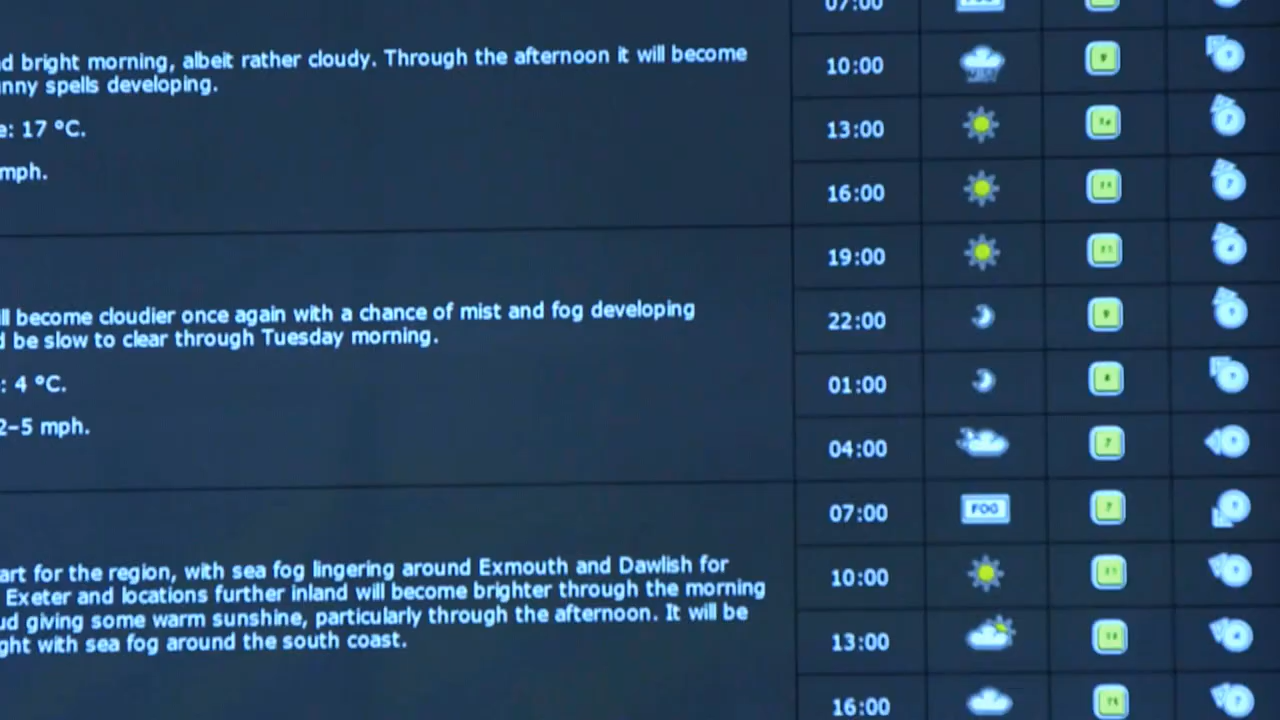 07:00
d bright morning, albeit rather cloudy. Through the afternoon it will become
nny spells developing.
e: 17 °C.
mph.
10:00
13:00
16:00
ll become cloudier once again with a chance of mist and fog developing
d be slow to clear through Tuesday morning.
: 4 °C.
2-5 mph.
19:00
22:00
01:00
04:00
art for the region, with sea fog lingering around Exmouth and Dawlish for
Exeter and locations further inland will become brighter through the morning
ud giving some warm sunshine, particularly through the afternoon. It will be
ght with sea fog around the south coast.
07:00 FOG
10:00
13:00
16:00